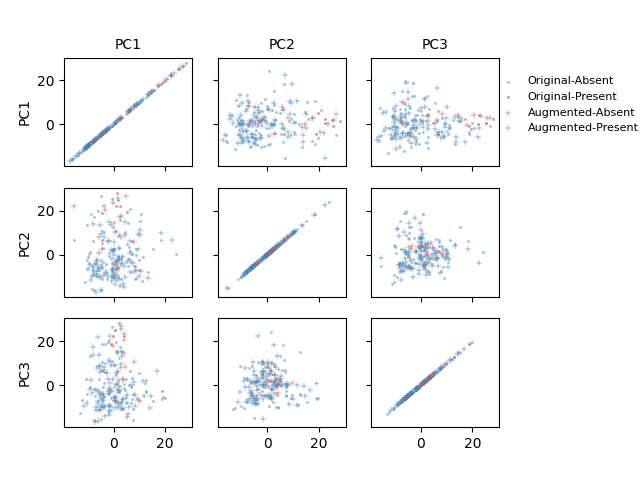 PC1 PC2 PC3
PC1 20 0
Original-Absent
Original-Present
Augmented-Absent
Augmented-Present
PC2 20 0
PC3 20 0
0 20 0 20 0 20